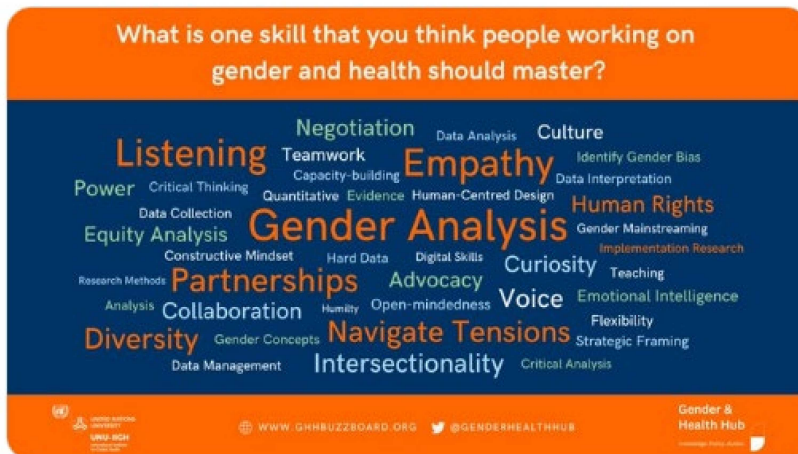 What is one skill that you think people working on
gender and health should master?
Negotiation Data Analysis Culture
Listening Teamwork Empathy Identify Gender Bias
Capacity-building Data Interpretation
Power Critical Thinking Quantitative Evidence Human-Centred Design Human Rights
Data Collection Gender Analysis Gender Mainstreaming
Equity Analysis Implementation Research
Constructive Mindset Hard Data Digital Skills Curiosity Teaching
Research Methods Partnerships Advocacy Emotional Intelligence
Analysis Collaboration Humilty Open-mindedness Voice Flexibility
Diversity Gender Concepts Navigate Tensions Strategic Framing
Data Management Intersectionality Critical Analysis
UNITED NATIONS
UNIVERSITY
UNU-IIGH
WWW.GHHBUZZBOARD.ORG @GENDERHEALTHHUB
Gender &
Health Hub